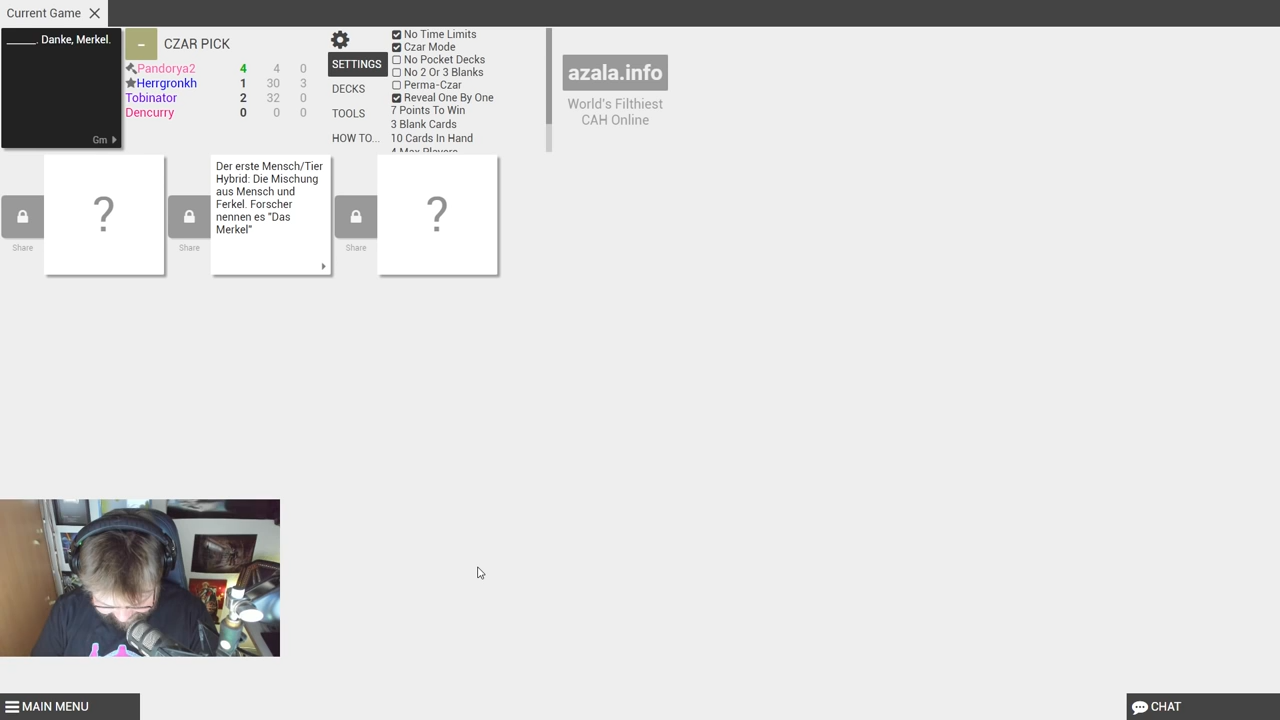 Current Game
_____. Danke, Merkel.
Gm
–
CZAR PICK
Pandorya2 4 4 0
Herrgronkh 1 30 3
Tobinator 2 32 0
Dencurry 0 0 0
SETTINGS
DECKS
TOOLS
HOW TO...
No Time Limits
Czar Mode
No Pocket Decks
No 2 Or 3 Blanks
Perma-Czar
Reveal One By One
7 Points To Win
3 Blank Cards
10 Cards In Hand
4 Max Players
azala.info
World's Filthiest
CAH Online
Share
?
Share
Der erste Mensch/Tier
Hybrid: Die Mischung
aus Mensch und
Ferkel. Forscher
nennen es "Das
Merkel"
Share
?
MAIN MENU
CHAT